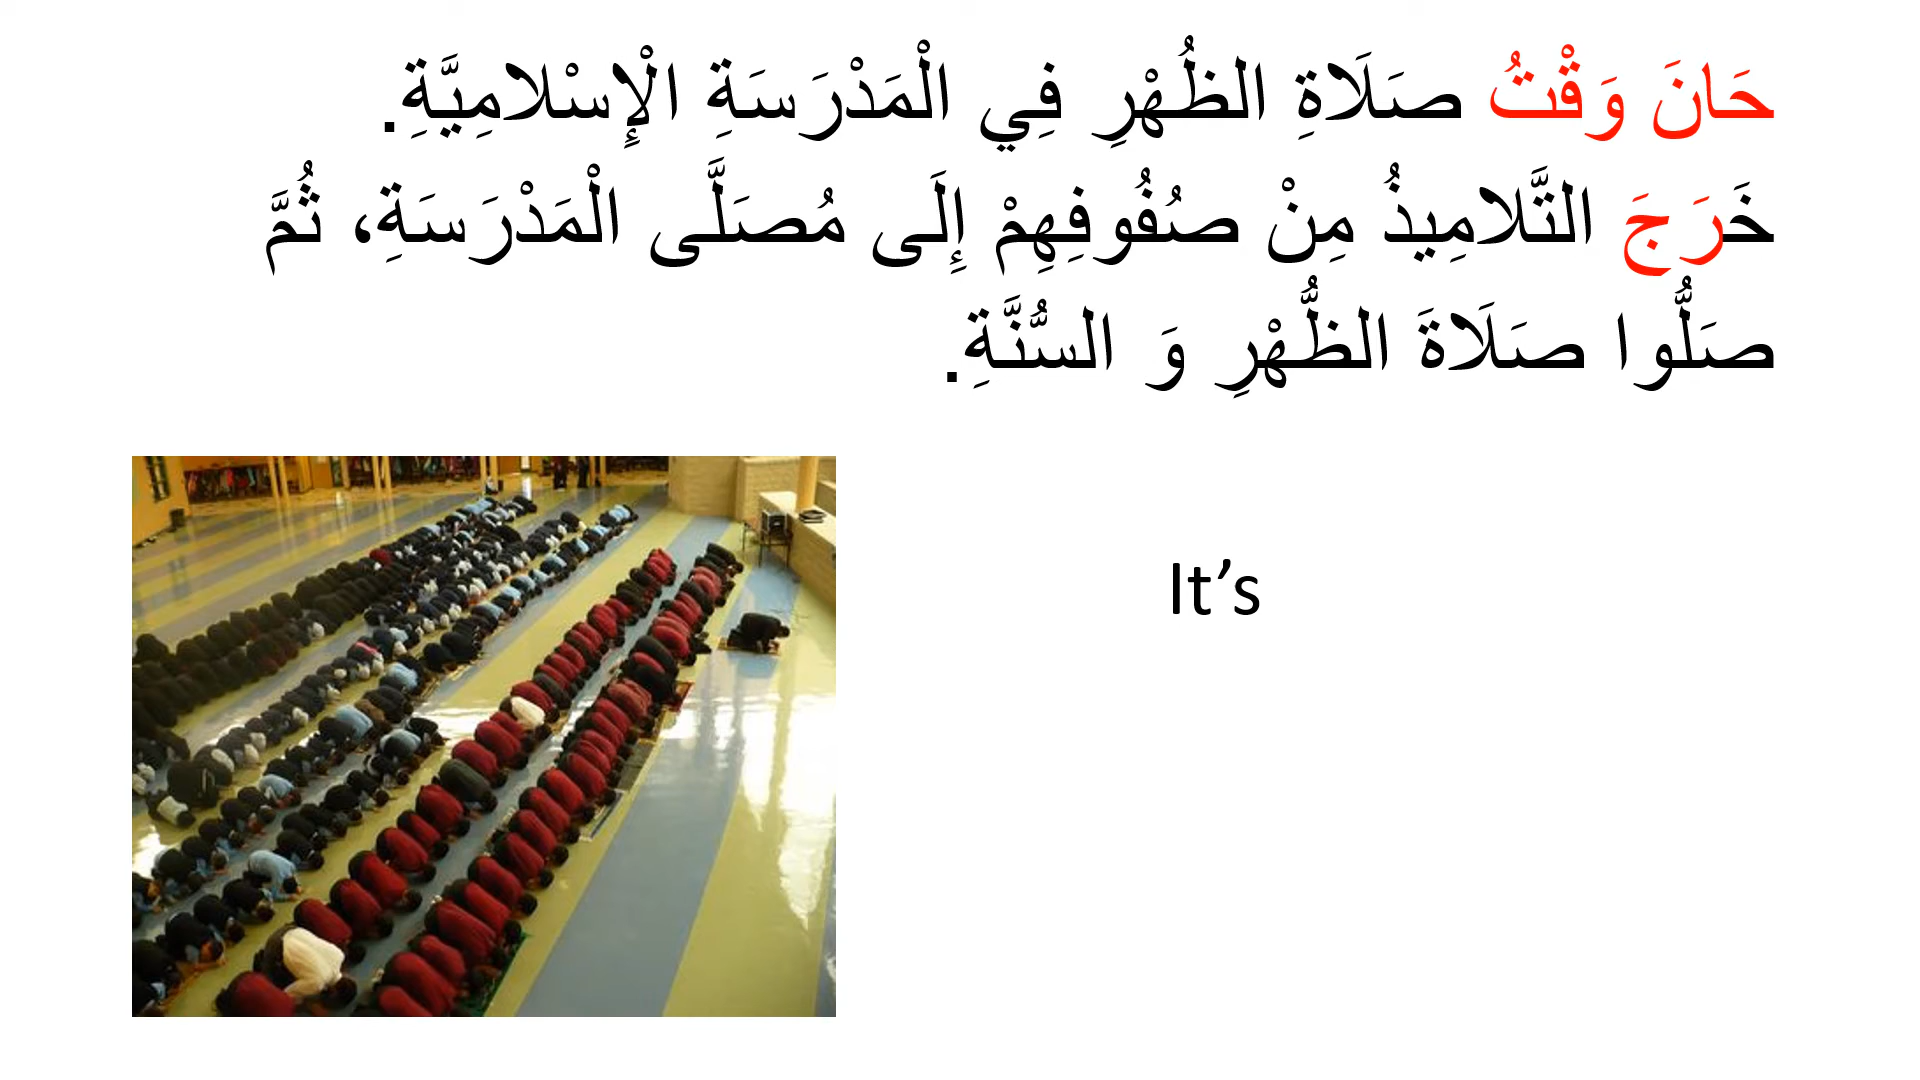 حَانَ وَقْتُ صَلَاةِ الظُهْرِ فِي الْمَدْرَسَةِ الْإِسْلامِيَّةِ.
خَرَجَ التَّلامِيذُ مِنْ صُفُوفِهِمْ إِلَى مُصَلَّى الْمَدْرَسَةِ، ثُمَّ
صَلُّوا صَلَاةَ الظُّهْرِ وَ السُّنَّةِ.
It’s